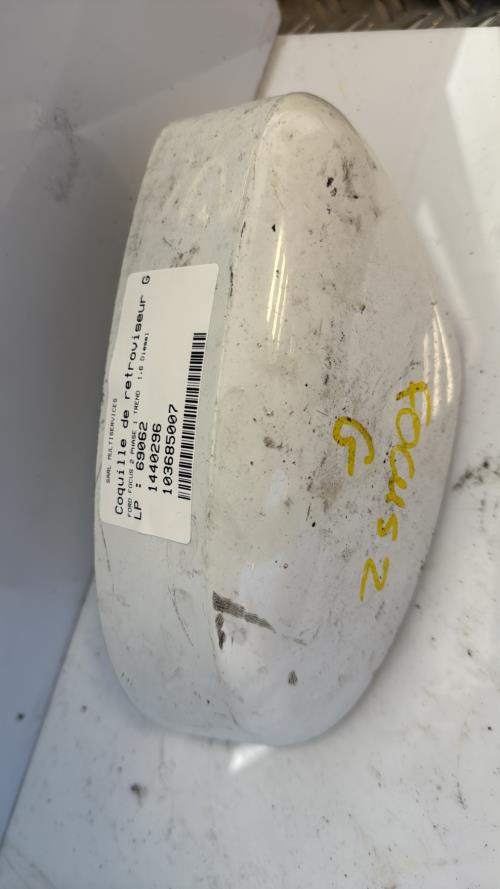 SARL MULTISERVICES
Coquille de retroviseur G
FORD FOCUS 2 PHASE 1 TREND 1.6 Diesel
LP : 69062
1440296
103685007
Focus 2
G